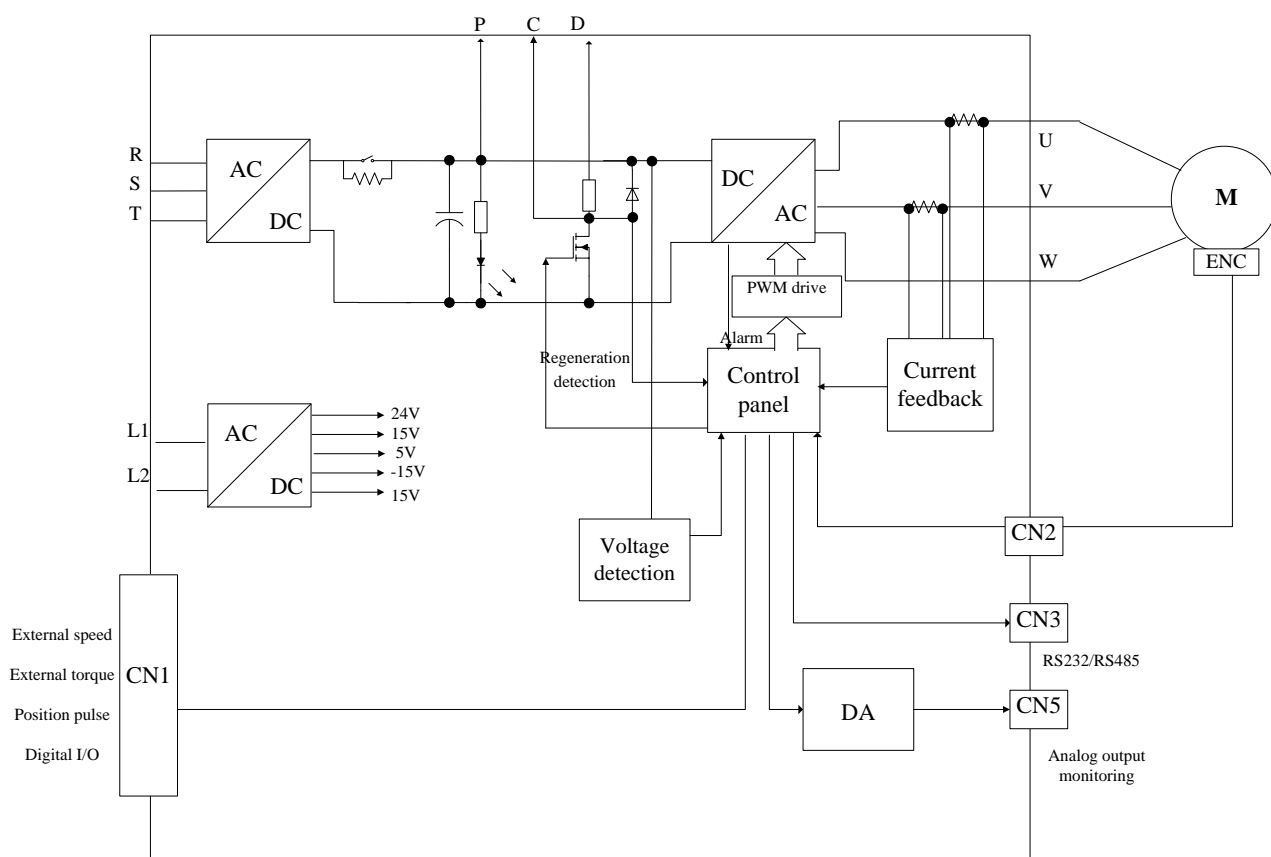 P C D
R
S
T
AC
DC
DC
AC
U
V
W
M
ENC
PWM drive
Alarm
Regeneration
detection
Control
panel
Current
feedback
L1
L2
AC
DC
24V
15V
5V
-15V
15V
Voltage
detection
CN2
CN3
RS232/RS485
External speed
External torque
Position pulse
Digital I/O
CN1
DA
CN5
Analog output
monitoring